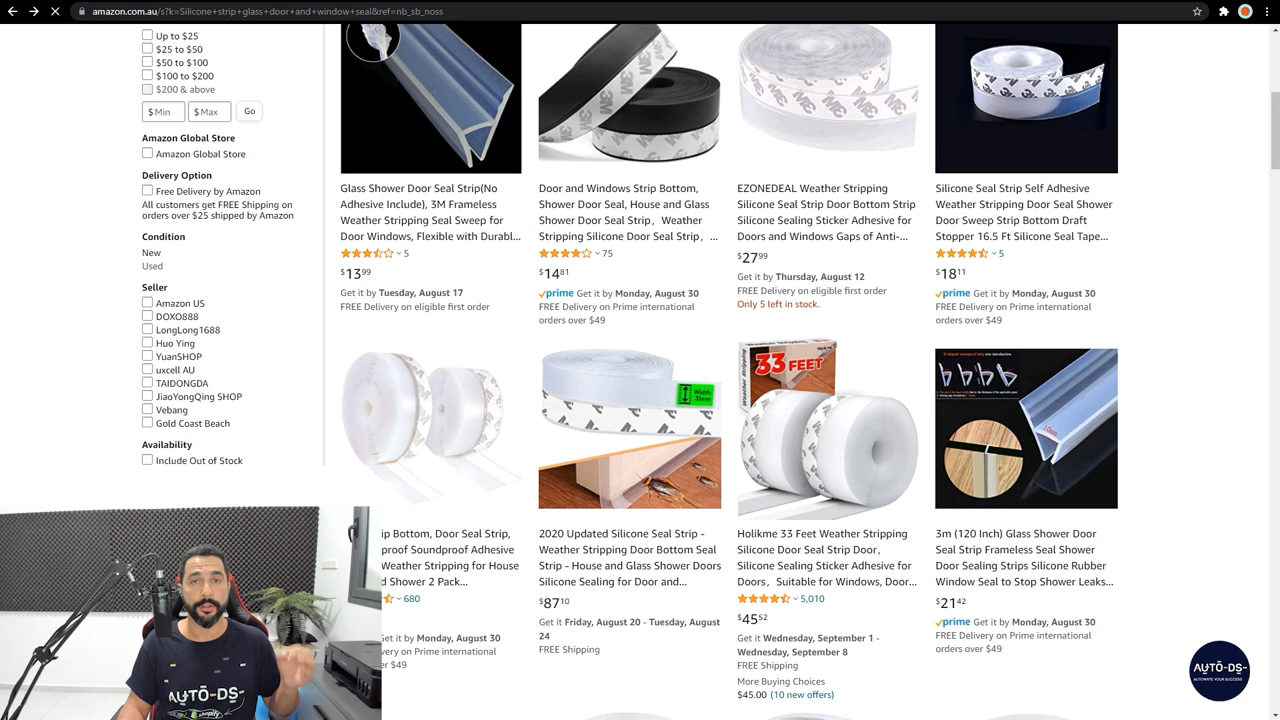 amazon.com.au/s?k=Silicone+strip+glass+door+and+window+seal&ref=nb_sb_noss
Up to $25
$25 to $50
$50 to $100
$100 to $200
$200 & above
$ Min
$ Max
Go
Amazon Global Store
Amazon Global Store
Delivery Option
Free Delivery by Amazon
All customers get FREE Shipping on
orders over $25 shipped by Amazon
Condition
New
Used
Seller
Amazon US
DOXO888
LongLong1688
Huo Ying
YuanSHOP
uxcell AU
TAIDONGDA
JiaoYongQing SHOP
Vebang
Gold Coast Beach
Availability
Include Out of Stock
Glass Shower Door Seal Strip(No
Adhesive Include), 3M Frameless
Weather Stripping Seal Sweep for
Door Windows, Flexible with Durabl...
5
$13.99
Get it by Tuesday, August 17
FREE Delivery on eligible first order
Door and Windows Strip Bottom,
Shower Door Seal, House and Glass
Shower Door Seal Strip， Weather
Stripping Silicone Door Seal Strip， ...
75
$14.81
prime Get it by Monday, August 30
FREE Delivery on Prime international
orders over $49
EZONEDEAL Weather Stripping
Silicone Seal Strip Door Bottom Strip
Silicone Sealing Sticker Adhesive for
Doors and Windows Gaps of Anti-...
$27.99
Get it by Thursday, August 12
FREE Delivery on eligible first order
Only 5 left in stock.
Silicone Seal Strip Self Adhesive
Weather Stripping Door Seal Shower
Door Sweep Strip Bottom Draft
Stopper 16.5 Ft Silicone Seal Tape...
5
$18.11
prime Get it by Monday, August 30
FREE Delivery on Prime international
orders over $49
ip Bottom, Door Seal Strip,
proof Soundproof Adhesive
Weather Stripping for House
d Shower 2 Pack...
680
et it by Monday, August 30
elivery on Prime international
er $49
Width:
35mm
2020 Updated Silicone Seal Strip -
Weather Stripping Door Bottom Seal
Strip - House and Glass Shower Doors
Silicone Sealing for Door and...
$87.10
Get it Friday, August 20 - Tuesday, August
24
FREE Shipping
Weather Stripping
33 FEET
Holikme 33 Feet Weather Stripping
Silicone Door Seal Strip Door，
Silicone Sealing Sticker Adhesive for
Doors， Suitable for Windows, Door...
5,010
$45.52
Get it Wednesday, September 1 -
Wednesday, September 8
FREE Shipping
More Buying Choices
$45.00 (10 new offers)
10mm
3m (120 Inch) Glass Shower Door
Seal Strip Frameless Seal Shower
Door Sealing Strips Silicone Rubber
Window Seal to Stop Shower Leaks...
$21.42
prime Get it by Monday, August 30
FREE Delivery on Prime international
orders over $49
AUTO-DS-
shopify
AUTO-DS-
AUTOMATE YOUR SUCCESS